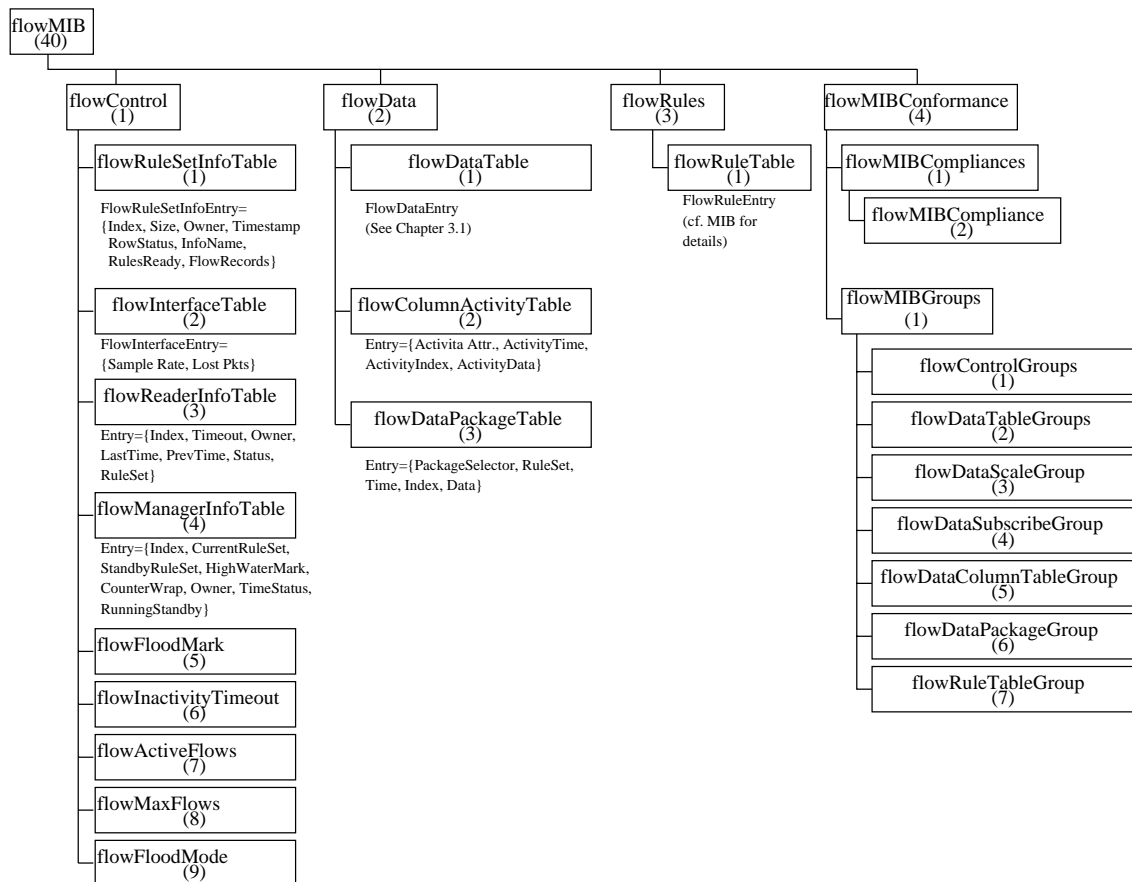 flowMIB
(40)
flowControl
(1)
flowRuleSetInfoTable
(1)
FlowRuleSetInfoEntry=
{Index, Size, Owner, Timestamp
RowStatus, InfoName,
RulesReady, FlowRecords}
flowInterfaceTable
(2)
FlowInterfaceEntry=
{Sample Rate, Lost Pkts}
flowReaderInfoTable
(3)
Entry={Index, Timeout, Owner,
LastTime, PrevTime, Status,
RuleSet}
flowManagerInfoTable
(4)
Entry={Index, CurrentRuleSet,
StandbyRuleSet, HighWaterMark,
CounterWrap, Owner, TimeStatus,
RunningStandby}
flowFloodMark
(5)
flowInactivityTimeout
(6)
flowActiveFlows
(7)
flowMaxFlows
(8)
flowFloodMode
(9)
flowData
(2)
flowDataTable
(1)
FlowDataEntry
(See Chapter 3.1)
flowColumnActivityTable
(2)
Entry={Activita Attr., ActivityTime,
ActivityIndex, ActivityData}
flowDataPackageTable
(3)
Entry={PackageSelector, RuleSet,
Time, Index, Data}
flowRules
(3)
flowRuleTable
(1)
FlowRuleEntry
(cf. MIB for
details)
flowMIBConformance
(4)
flowMIBCompliances
(1)
flowMIBCompliance
(2)
flowMIBGroups
(1)
flowControlGroups
(1)
flowDataTableGroups
(2)
flowDataScaleGroup
(3)
flowDataSubscribeGroup
(4)
flowDataColumnTableGroup
(5)
flowDataPackageGroup
(6)
flowRuleTableGroup
(7)